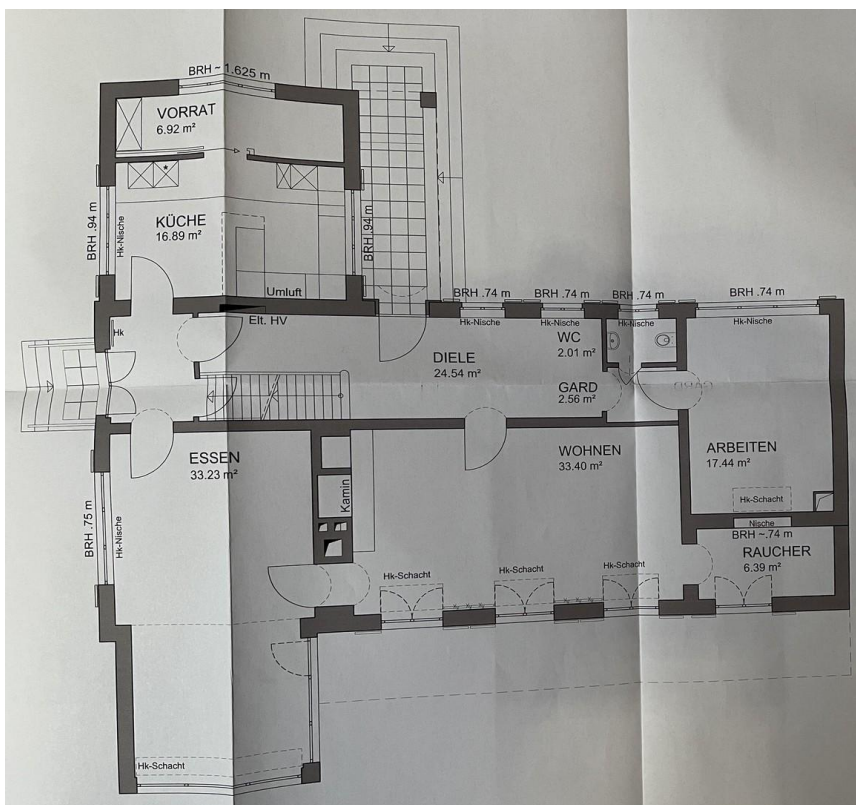 BRH ~ 1.625 m
VORRAT
6.92 m²
BRH .94 m
Hk-Nische
KÜCHE
16.89 m²
BRH .94 m
Umluft
Elt. HV
Hk
BRH .74 m
BRH .74 m
BRH .74 m
BRH .74 m
Hk-Nische
Hk-Nische
Hk-Nische
Hk-Nische
WC
2.01 m²
DIELE
24.54 m²
GARD
2.56 m²
ESSEN
33.23 m²
WOHNEN
33.40 m²
ARBEITEN
17.44 m²
Kamin
BRH .75 m
Hk-Nische
Hk-Schacht
Nische
BRH ~.74 m
RAUCHER
6.39 m²
Hk-Schacht
Hk-Schacht
Hk-Schacht
Hk-Schacht